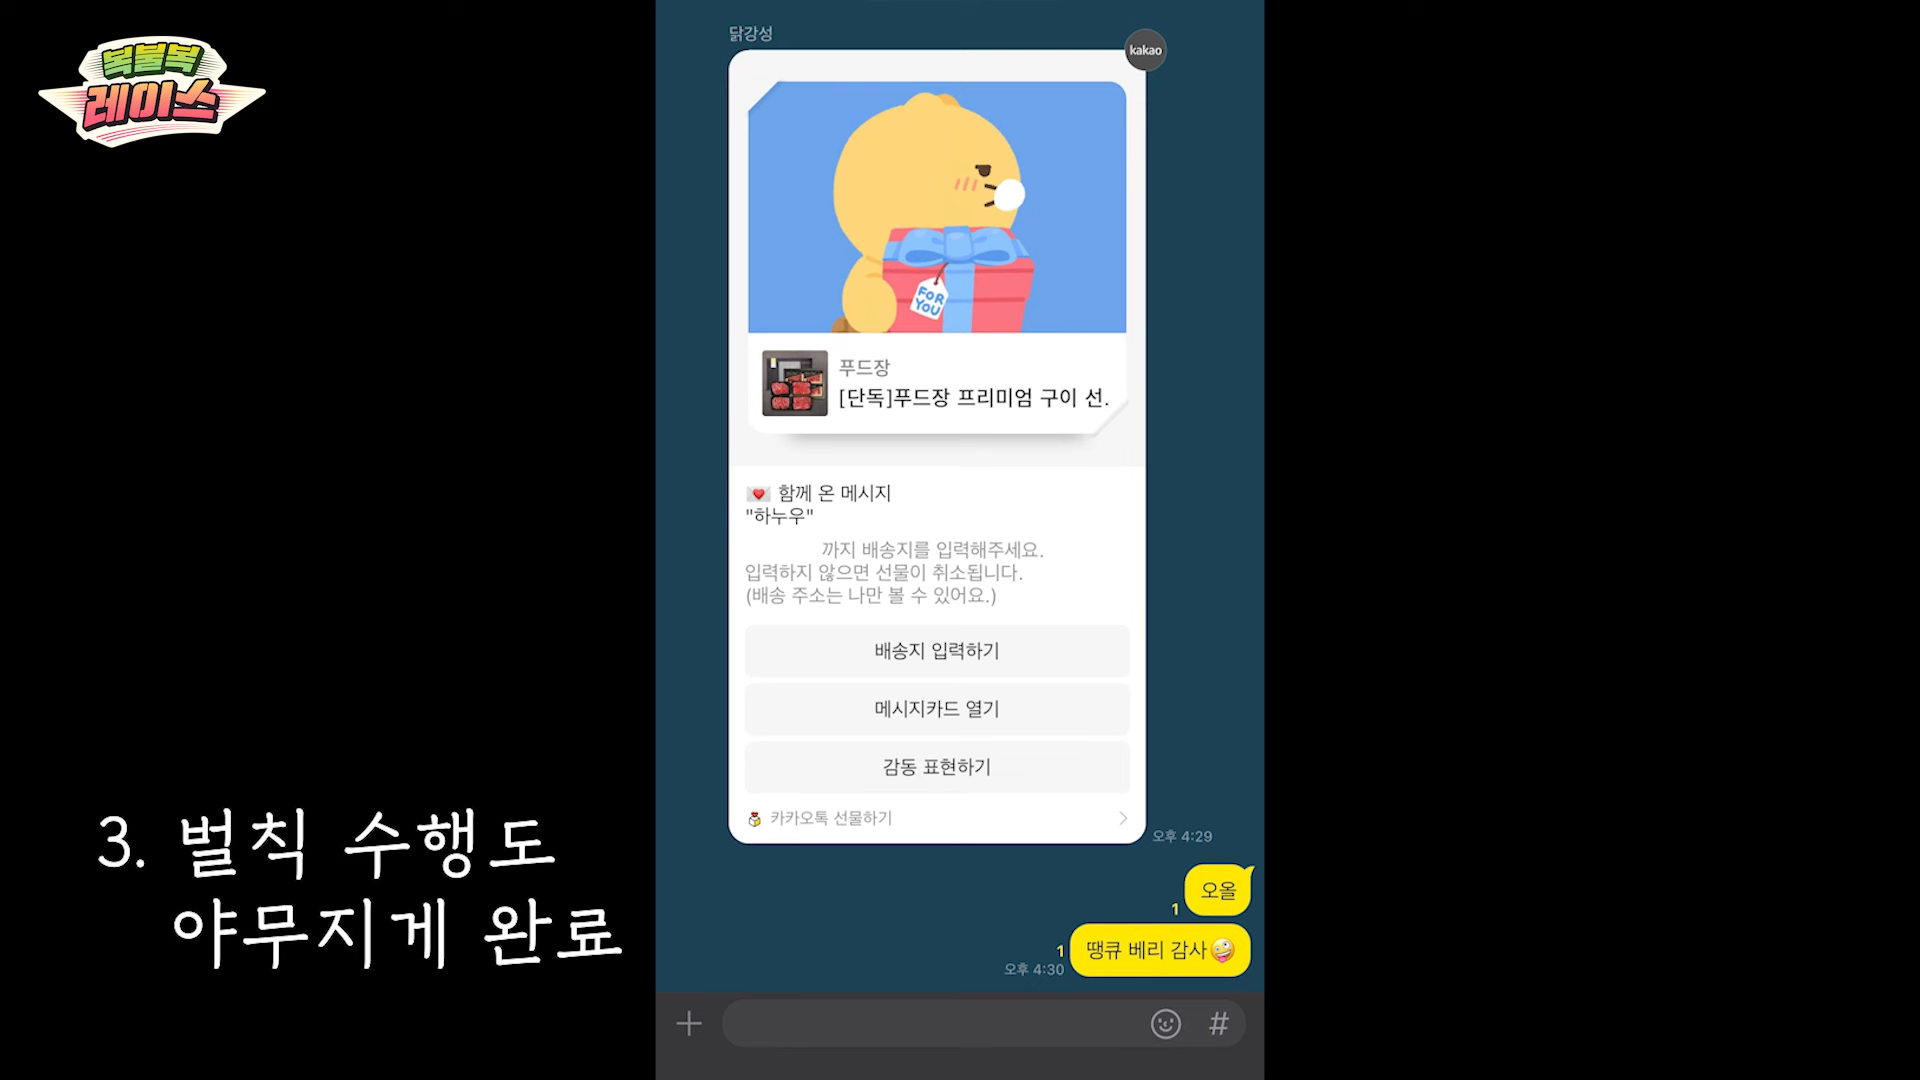 복불복
레이스
닭강성
kakao
FOR
YOU
푸드장
[단독]푸드장 프리미엄 구이 선.
💌 함께 온 메시지
"하누우"
까지 배송지를 입력해주세요.
입력하지 않으면 선물이 취소됩니다.
(배송 주소는 나만 볼 수 있어요.)
배송지 입력하기
메시지카드 열기
감동 표현하기
카카오톡 선물하기
오후 4:29
오올
1
땡큐 베리 감사🤪
1
오후 4:30
#
3. 벌칙 수행도
야무지게 완료